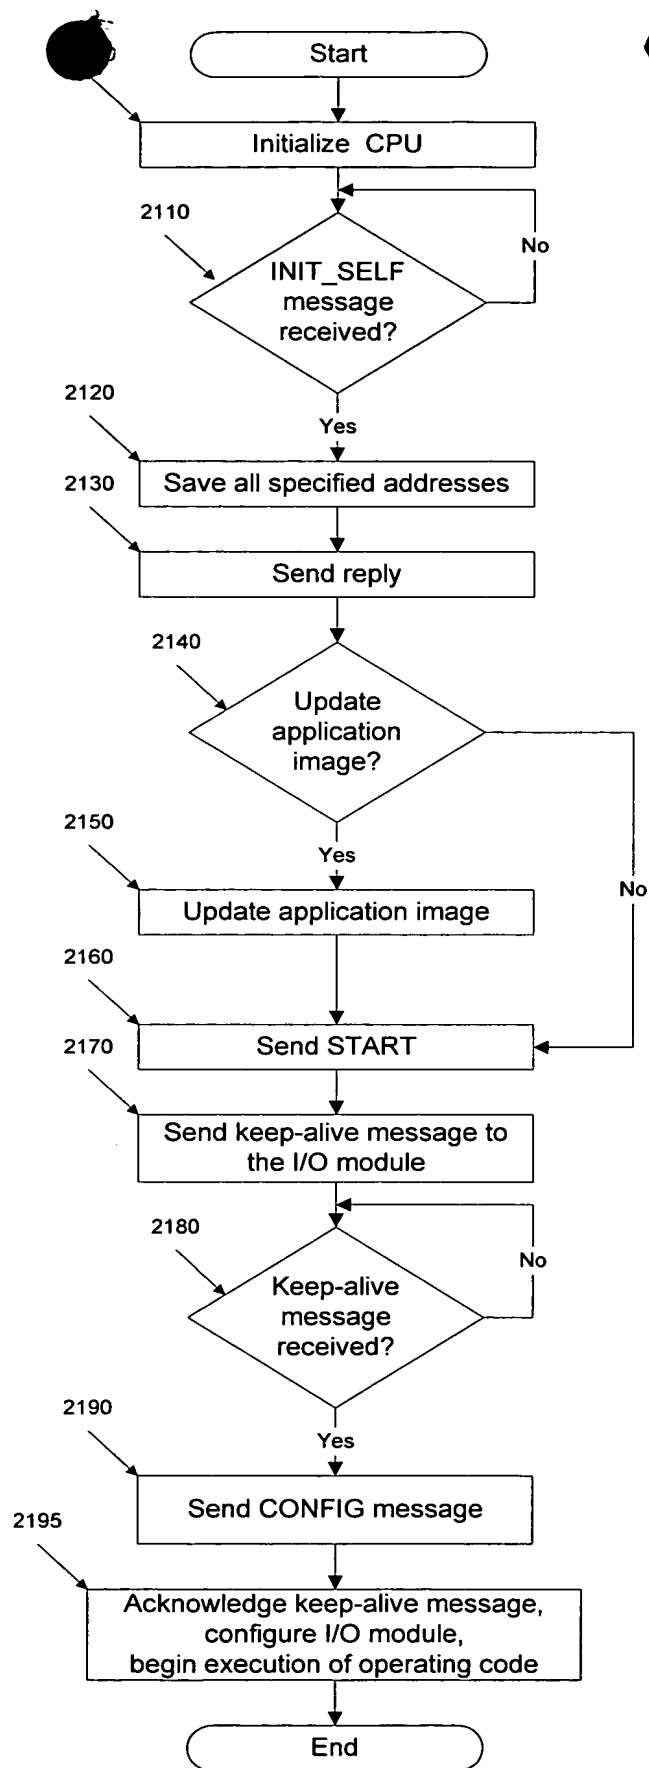 Start
Initialize CPU
2110
No
INIT_SELF
message
received?
2120
Yes
Save all specified addresses
2130
Send reply
2140
Update
application
image?
2150
Yes
No
Update application image
2160
Send START
2170
Send keep-alive message to
the I/O module
2180
No
Keep-alive
message
received?
2190
Yes
Send CONFIG message
2195
Acknowledge keep-alive message,
configure I/O module,
begin execution of operating code
End